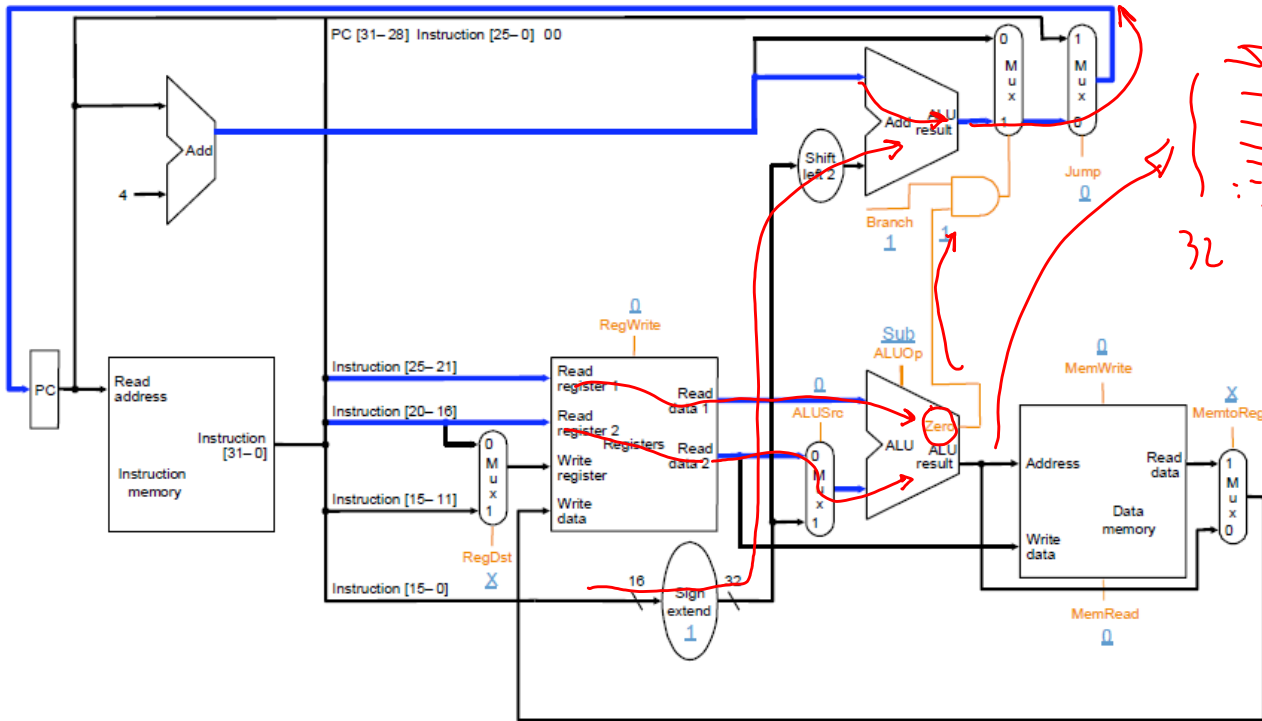 PC [31–28] Instruction [25–0] 00
Add
4
Shift
left 2
Add
ALU
result
0
M
u
x
1
1
M
u
x
0
Jump
0
Branch
1
1
32
PC
Read
address
Instruction
[31–0]
Instruction
memory
Instruction [25–21]
Instruction [20–16]
Instruction [15–11]
Instruction [15–0]
0
M
u
x
1
RegDst
X
0
RegWrite
Read
register 1
Read
register 2
Write
register
Write
data
Registers
Read
data 1
Read
data 2
16
Sign
extend
1
32
0
ALUSrc
0
M
u
x
1
Sub
ALUOp
Zero
ALU
ALU
result
0
MemWrite
Address
Write
data
Read
data
Data
memory
MemRead
0
X
MemtoReg
1
M
u
x
0